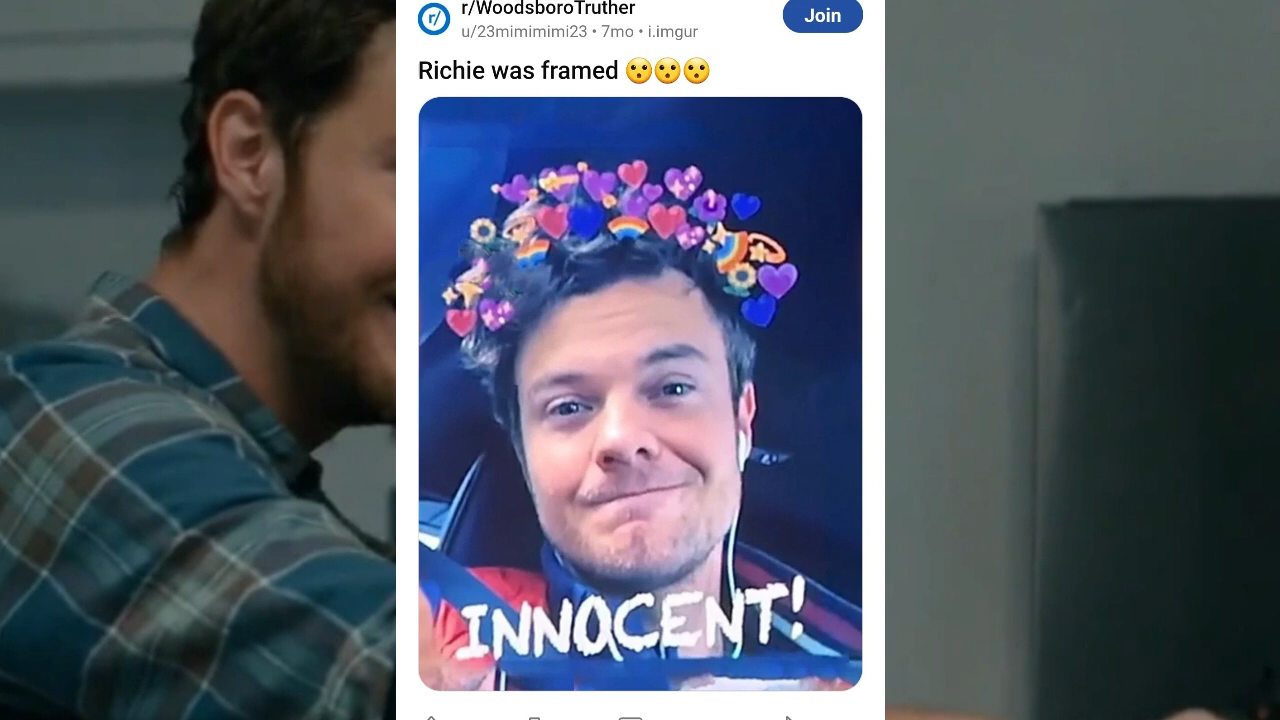 r/WoodsboroTruther
r/
u/23mimimimi23 • 7mo • i.imgur
Join
Richie was framed 😯😯😯
INNOCENT!